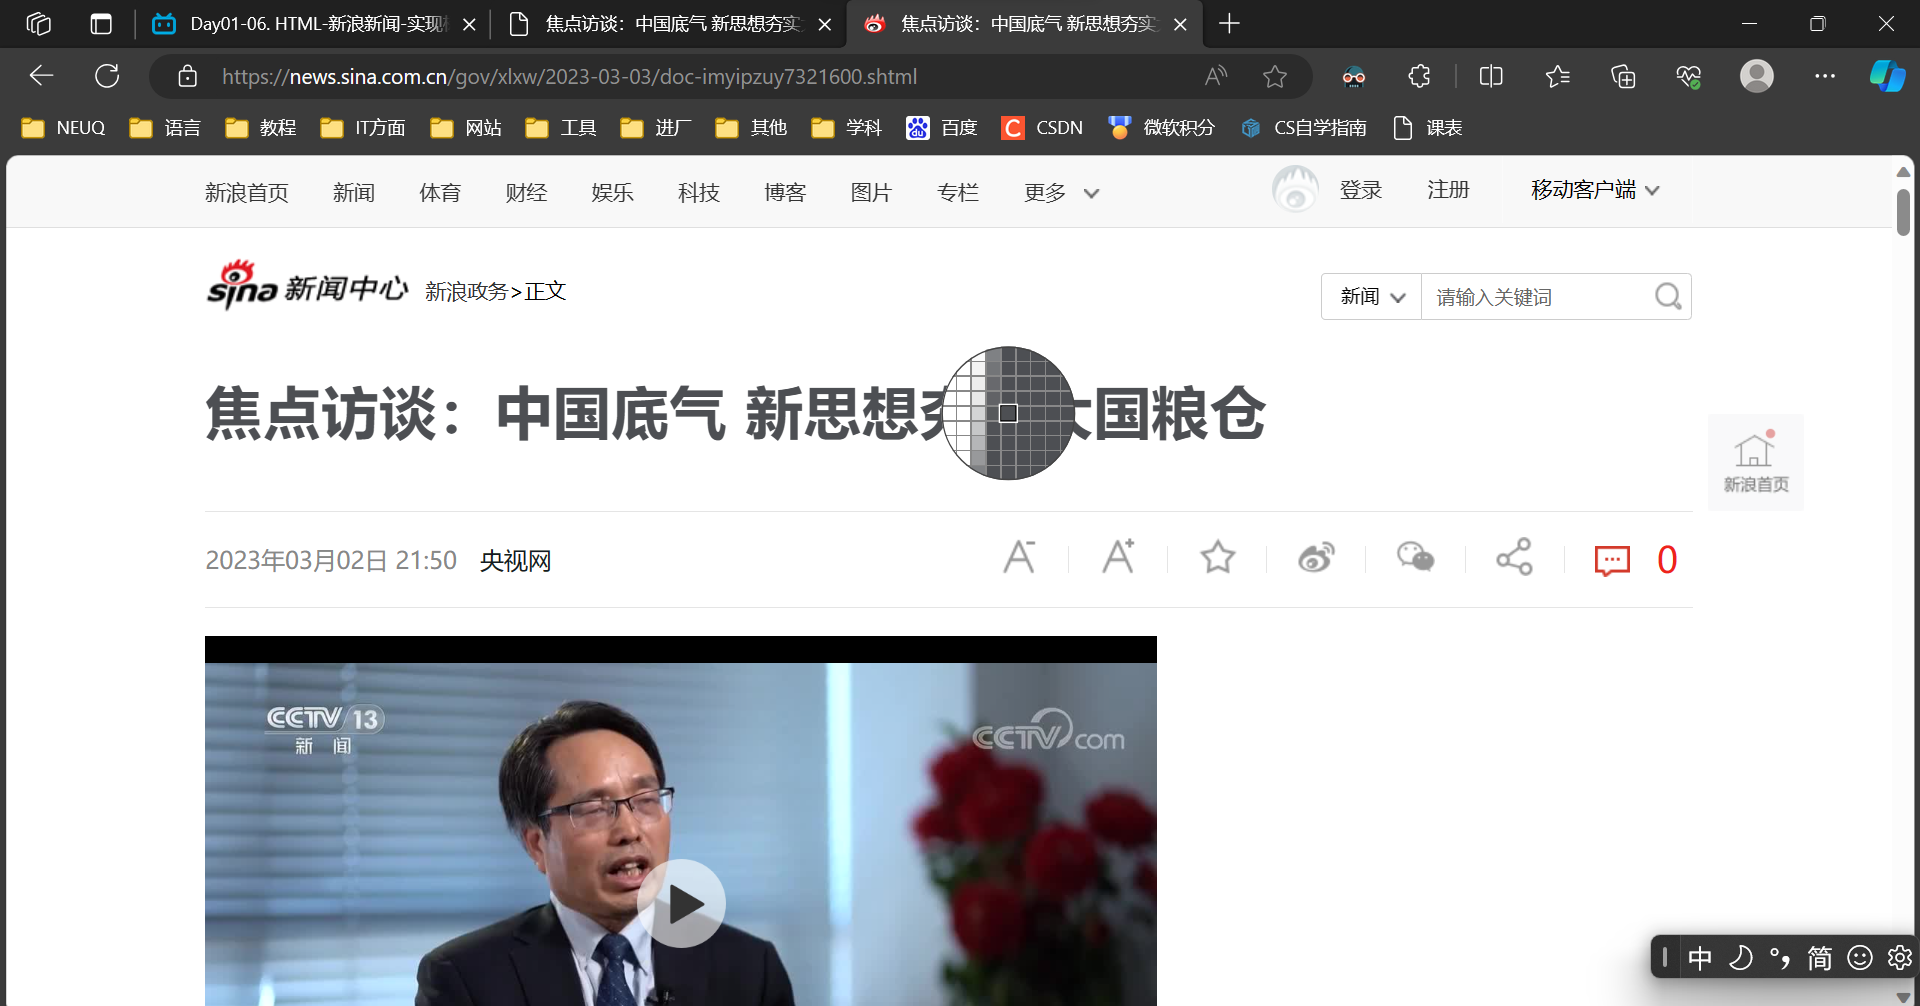 Day01-06. HTML-新浪新闻-实现
焦点访谈：中国底气 新思想夯实
焦点访谈：中国底气 新思想夯实
https://news.sina.com.cn/gov/xlxw/2023-03-03/doc-imyipzuy7321600.shtml
NEUQ 语言 教程 IT方面 网站 工具 进厂 其他 学科 百度 CSDN 微软积分 CS自学指南 课表
新浪首页 新闻 体育 财经 娱乐 科技 博客 图片 专栏 更多 登录 注册 移动客户端
sina 新闻中心 新浪政务>正文 新闻 请输入关键词
焦点访谈：中国底气 新思想 国粮仓
新浪首页
2023年03月02日 21:50 央视网 A- A+ 0
CCTV 13
新闻
CCTV.com
中 °, 简